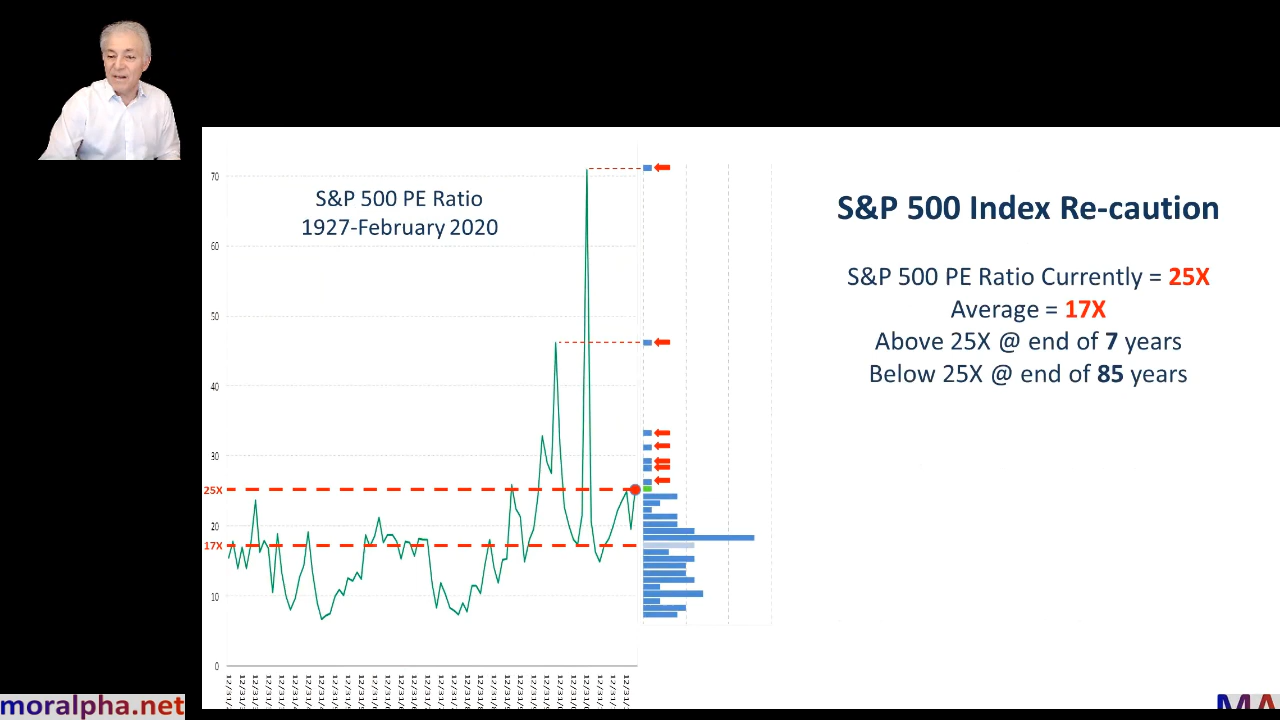 S&P 500 PE Ratio
1927-February 2020
70
60
50
40
30
25X
20
17X
10
0
S&P 500 Index Re-caution
S&P 500 PE Ratio Currently = 25X
Average = 17X
Above 25X @ end of 7 years
Below 25X @ end of 85 years
moralpha.net
MA